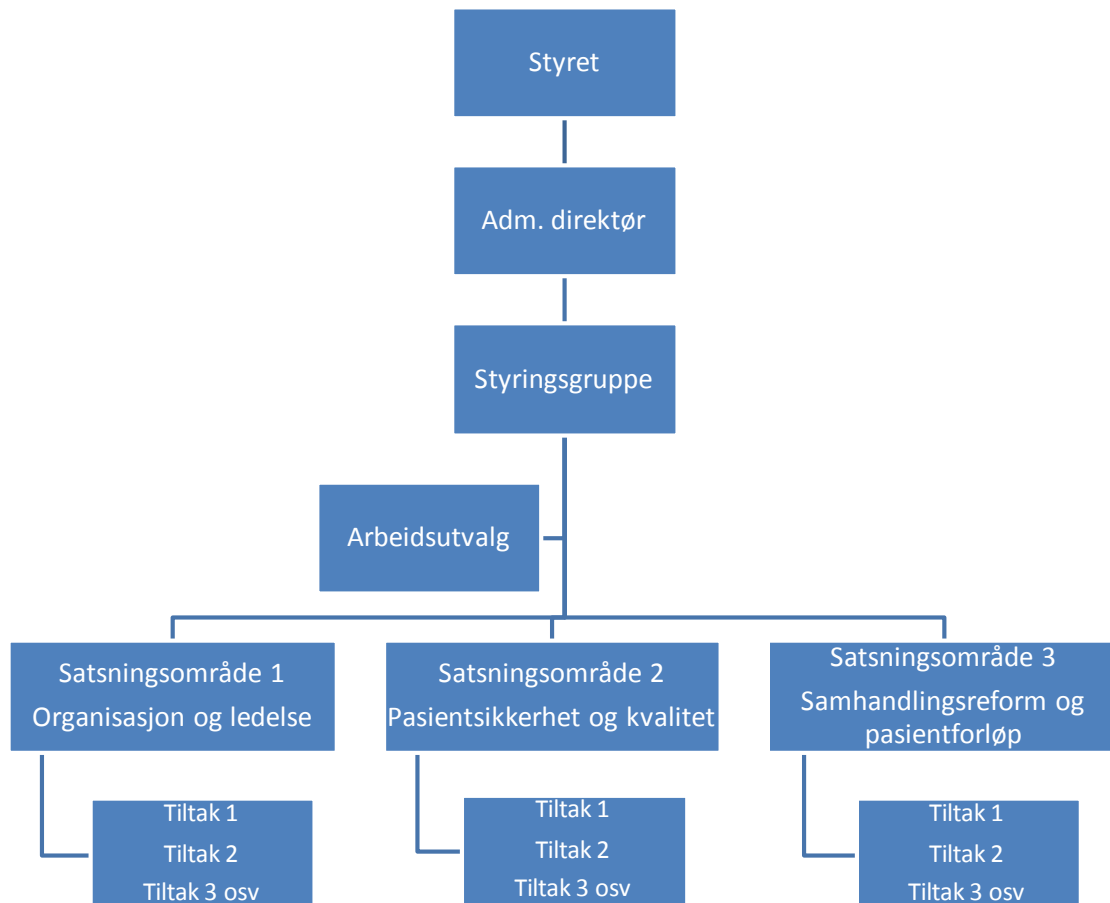 Styret
Adm. direktør
Styringsgruppe
Arbeidsutvalg
Satsningsområde 1
Organisasjon og ledelse
Satsningsområde 2
Pasientsikkerhet og kvalitet
Satsningsområde 3
Samhandlingsreform og
pasientforløp
Tiltak 1
Tiltak 2
Tiltak 3 osv
Tiltak 1
Tiltak 2
Tiltak 3 osv
Tiltak 1
Tiltak 2
Tiltak 3 osv